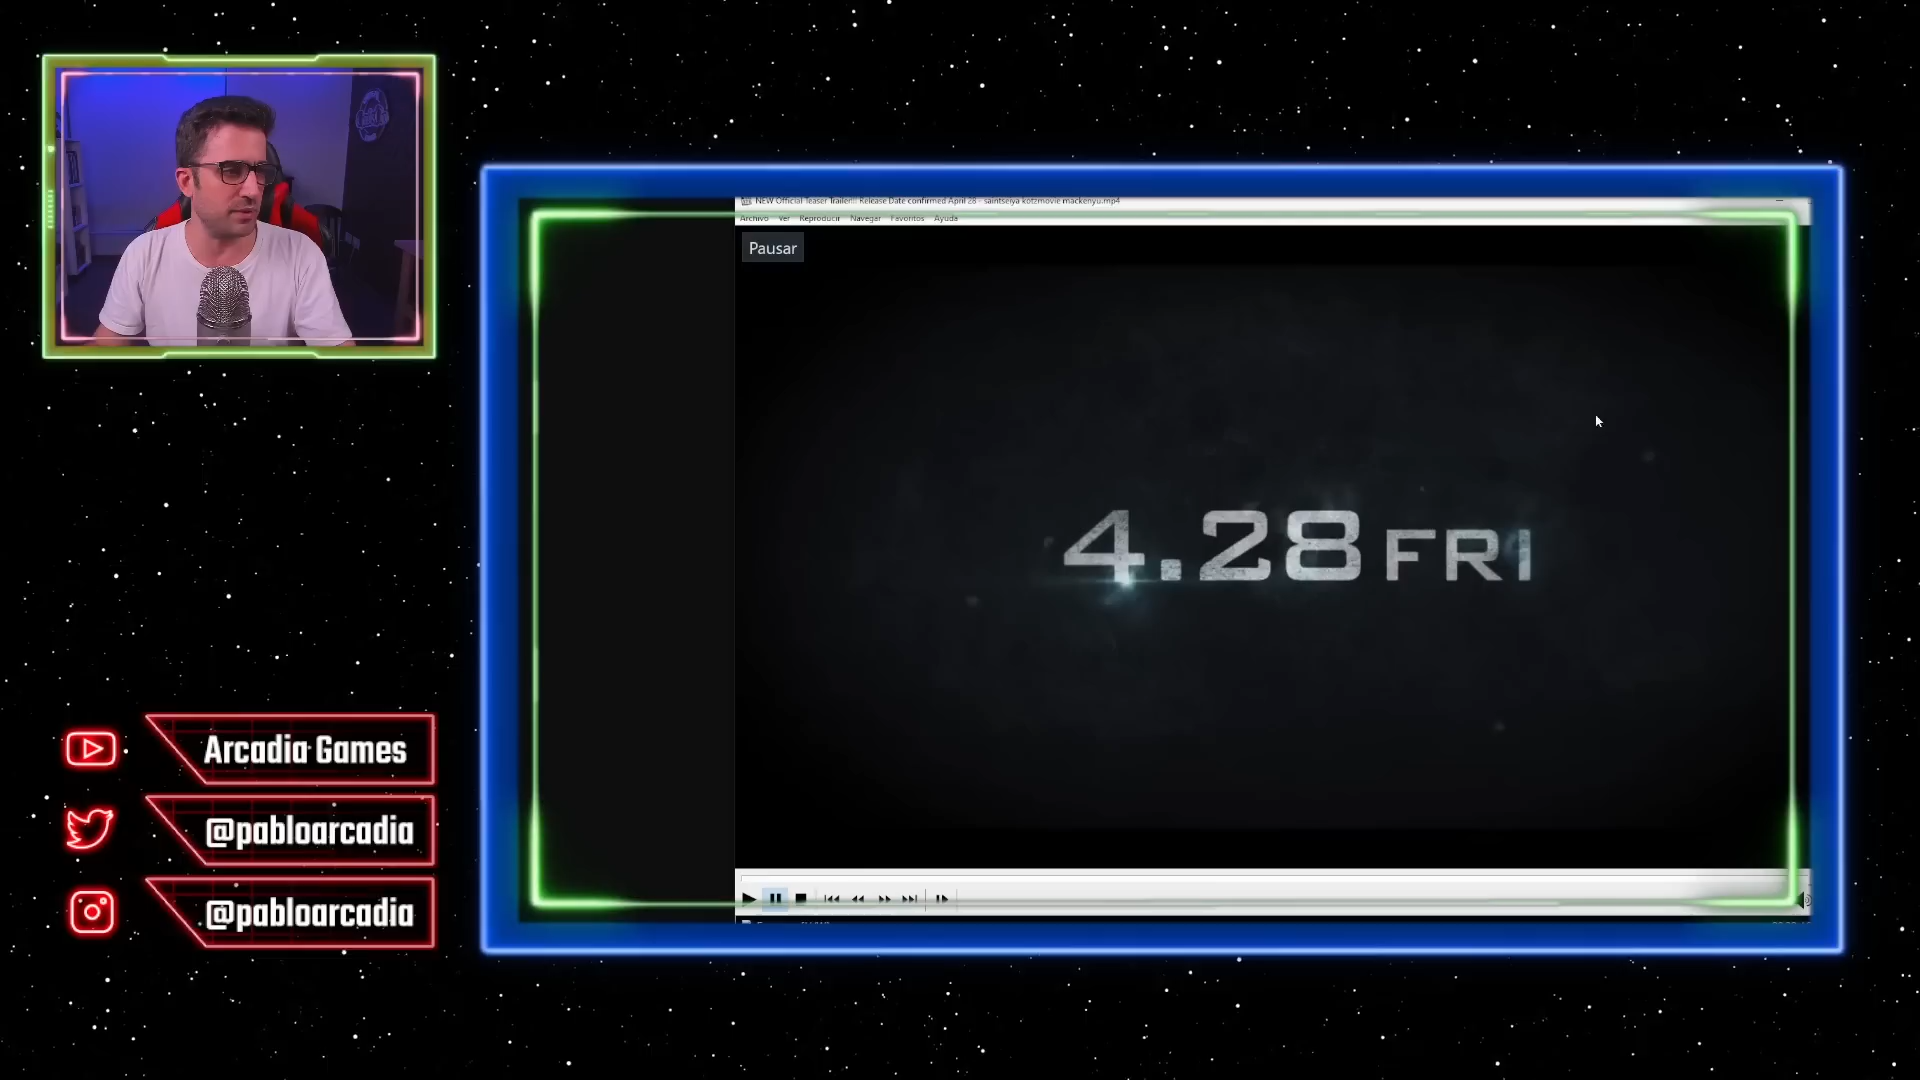 NEW Official Teaser Trailer!!! Release Date confirmed April 28 - saintseiya kotzmovie mackenyu.mp4
Archivo Ver Reproducir Navegar Favoritos Ayuda
Pausar
4.28 FRI
Arcadia Games
@pabloarcadia
@pabloarcadia